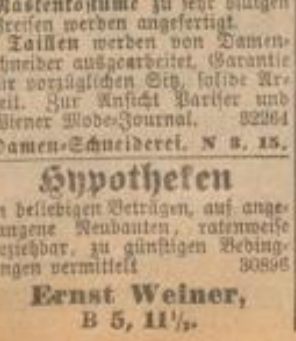 Maskenkostüme zu sehr billigen
Preisen werden angefertigt.
Taillen werden von Damen-
schneider ausgearbeitet. Garantie
für vorzüglichen Sitz, solide Ar-
beit. Zur Ansicht Pariser und
Wiener Mode-Journal. 32264
Damen-Schneiderei. N 3, 15.
Hypotheken
in beliebigen Beträgen, auf ange-
fangene Neubauten, ratenweise
beziehbar, zu günstigen Beding-
ungen vermittelt 30896
Ernst Weiner,
B 5, 11½.